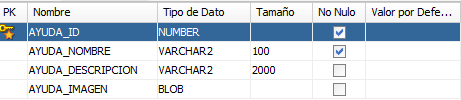 PK Nombre Tipo de Dato Tamaño No Nulo Valor por Defe...
AYUDA_ID NUMBER
AYUDA_NOMBRE VARCHAR2 100
AYUDA_DESCRIPCION VARCHAR2 2000
AYUDA_IMAGEN BLOB